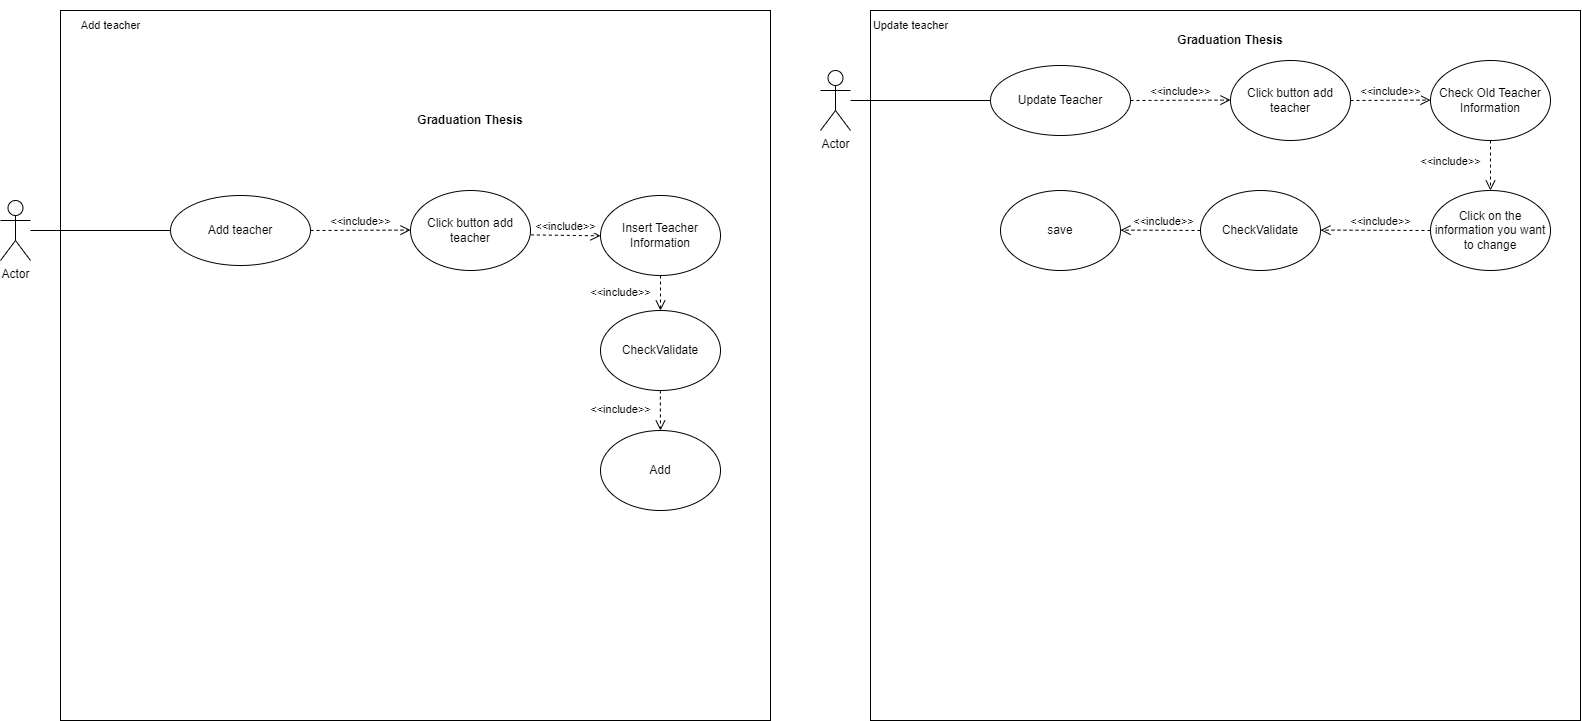 Add teacher
Graduation Thesis
Actor
Add teacher
<<include>>
Click button add
teacher
<<include>>
Insert Teacher
Information
<<include>>
CheckValidate
<<include>>
Add
Update teacher
Graduation Thesis
Actor
Update Teacher
<<include>>
Click button add
teacher
<<include>>
Check Old Teacher
Information
<<include>>
Click on the
information you want
to change
<<include>>
CheckValidate
<<include>>
save